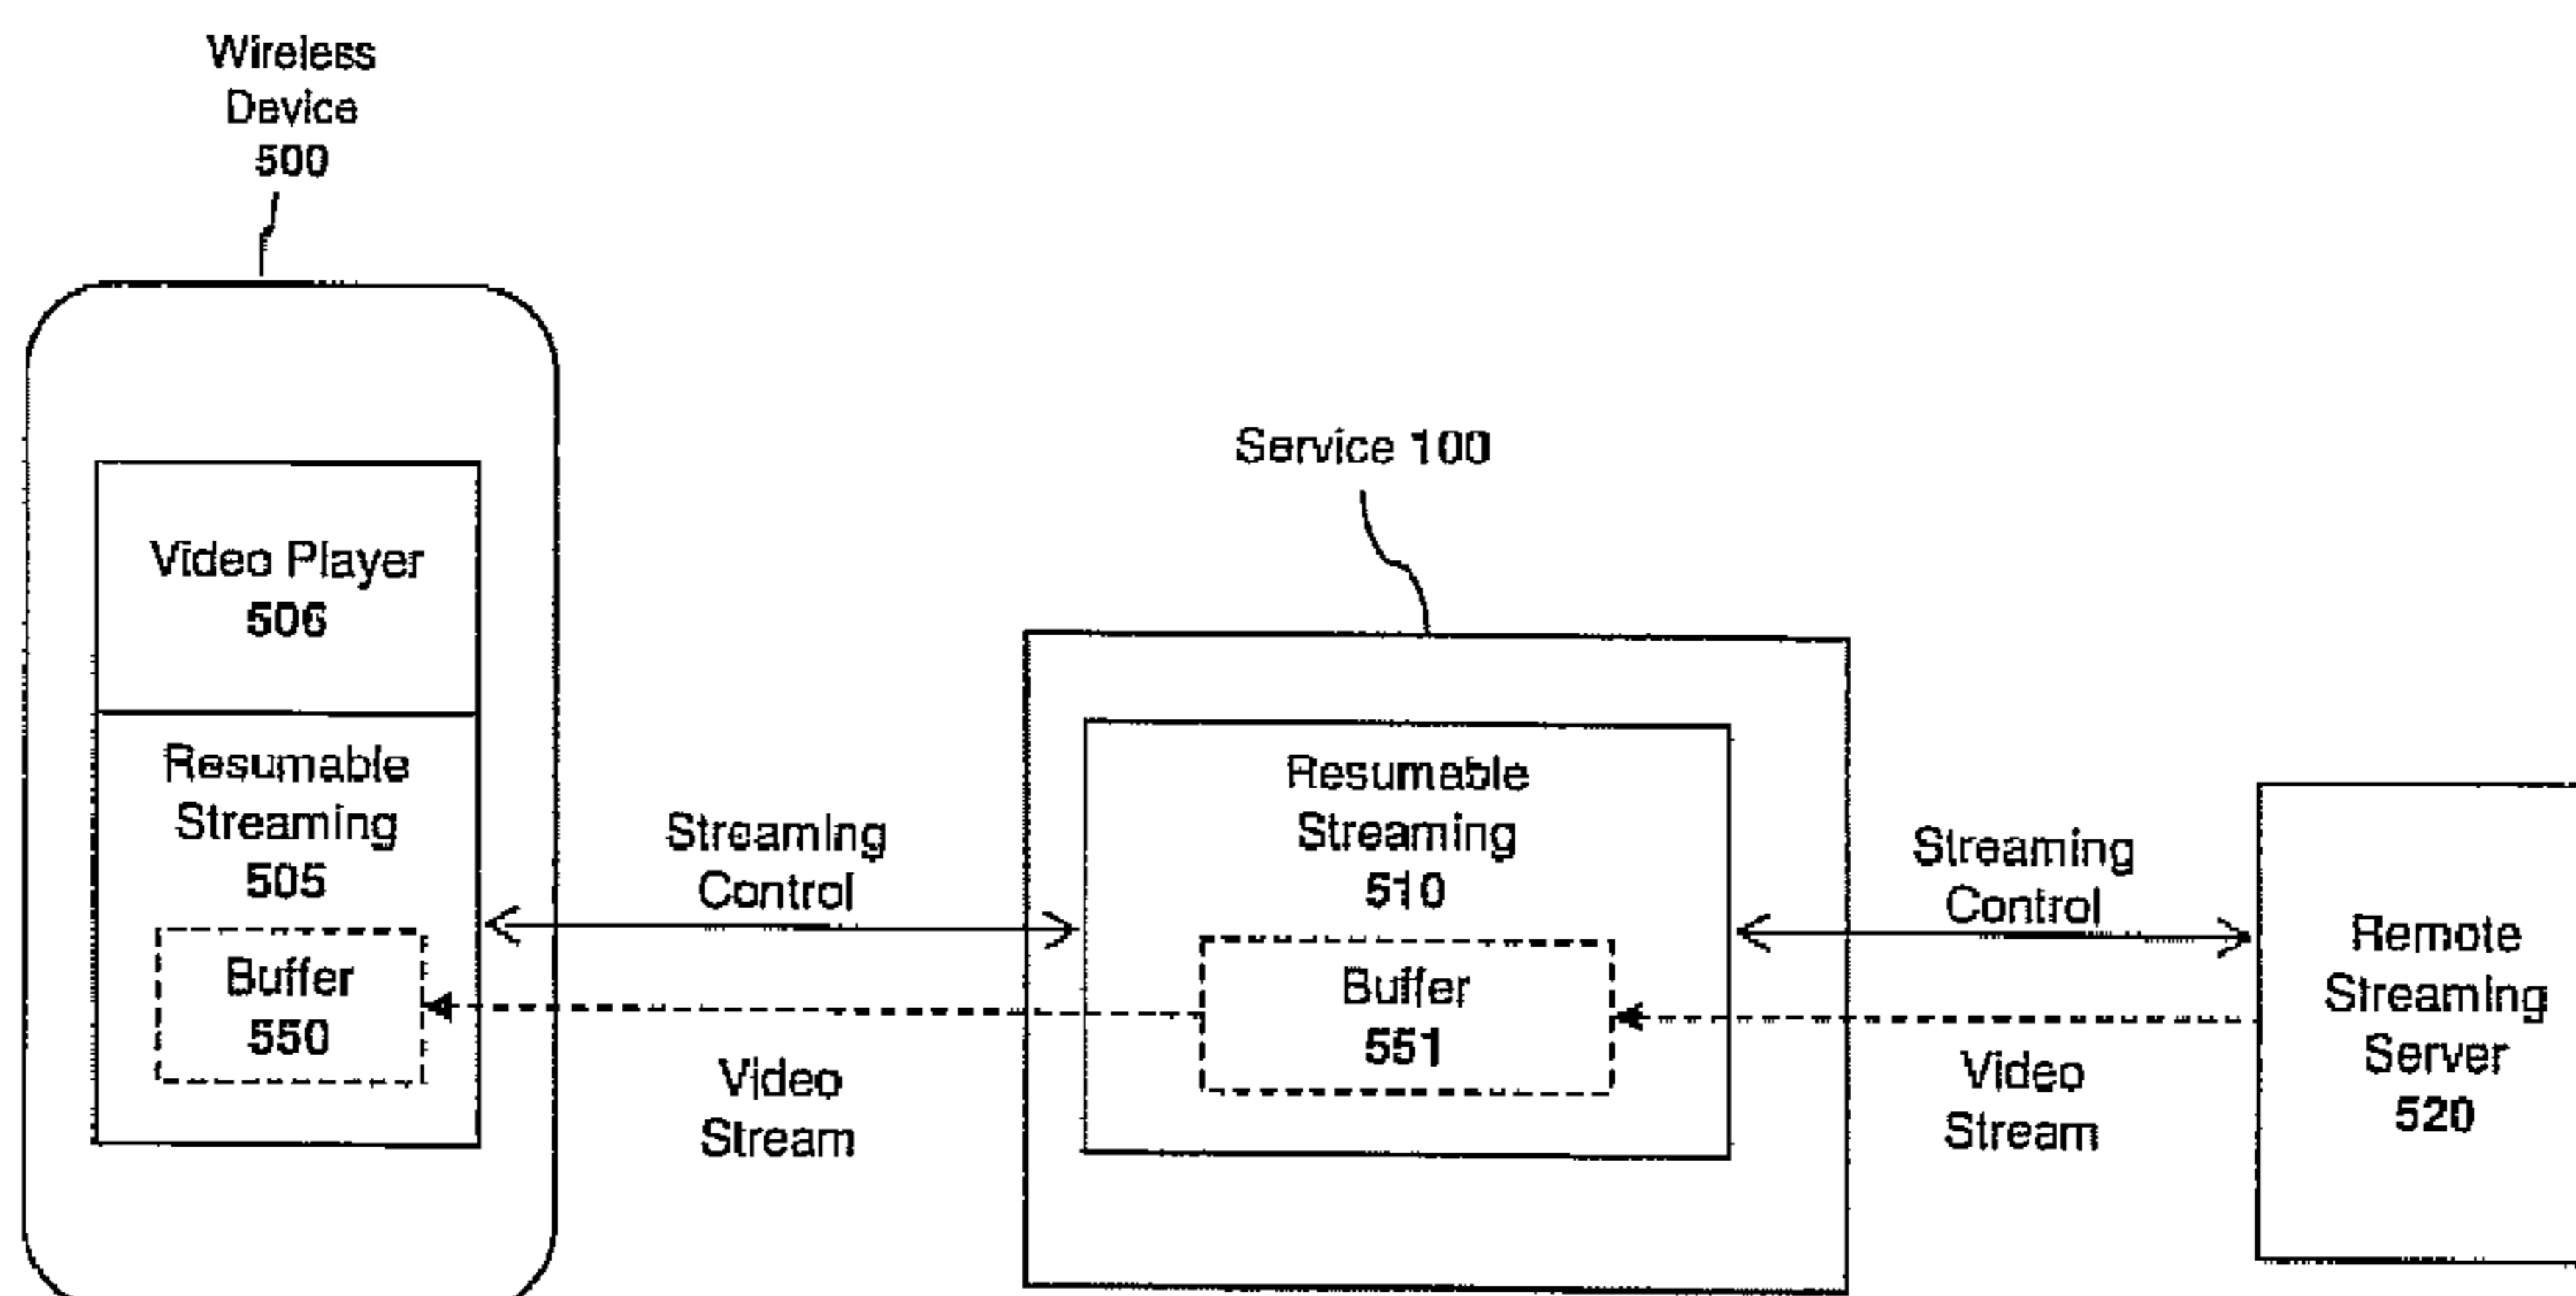 Wireless
Device
500
Video Player
506
Resumable
Streaming
505
Buffer
550
Streaming
Control
Video
Stream
Service 100
Resumable
Streaming
510
Buffer
551
Streaming
Control
Video
Stream
Remote
Streaming
Server
520